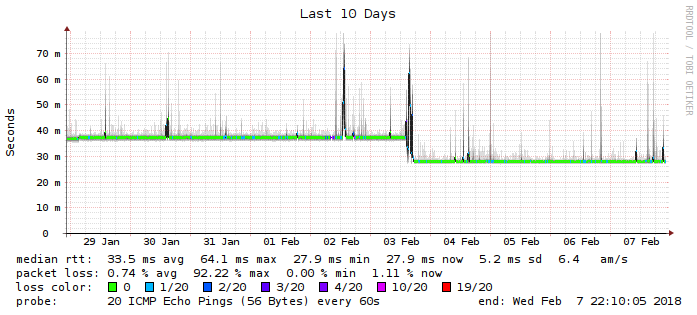 Last 10 Days
RRDTOOL / TOBI OETIKER
Seconds
70 m
60 m
50 m
40 m
30 m
20 m
10 m
0
29 Jan 30 Jan 31 Jan 01 Feb 02 Feb 03 Feb 04 Feb 05 Feb 06 Feb 07 Feb
median rtt: 33.5 ms avg 64.1 ms max 27.9 ms min 27.9 ms now 5.2 ms sd 6.4 am/s
packet loss: 0.74 % avg 92.22 % max 0.00 % min 1.11 % now
loss color: 0 1/20 2/20 3/20 4/20 10/20 19/20
probe: 20 ICMP Echo Pings (56 Bytes) every 60s end: Wed Feb 7 22:10:05 2018